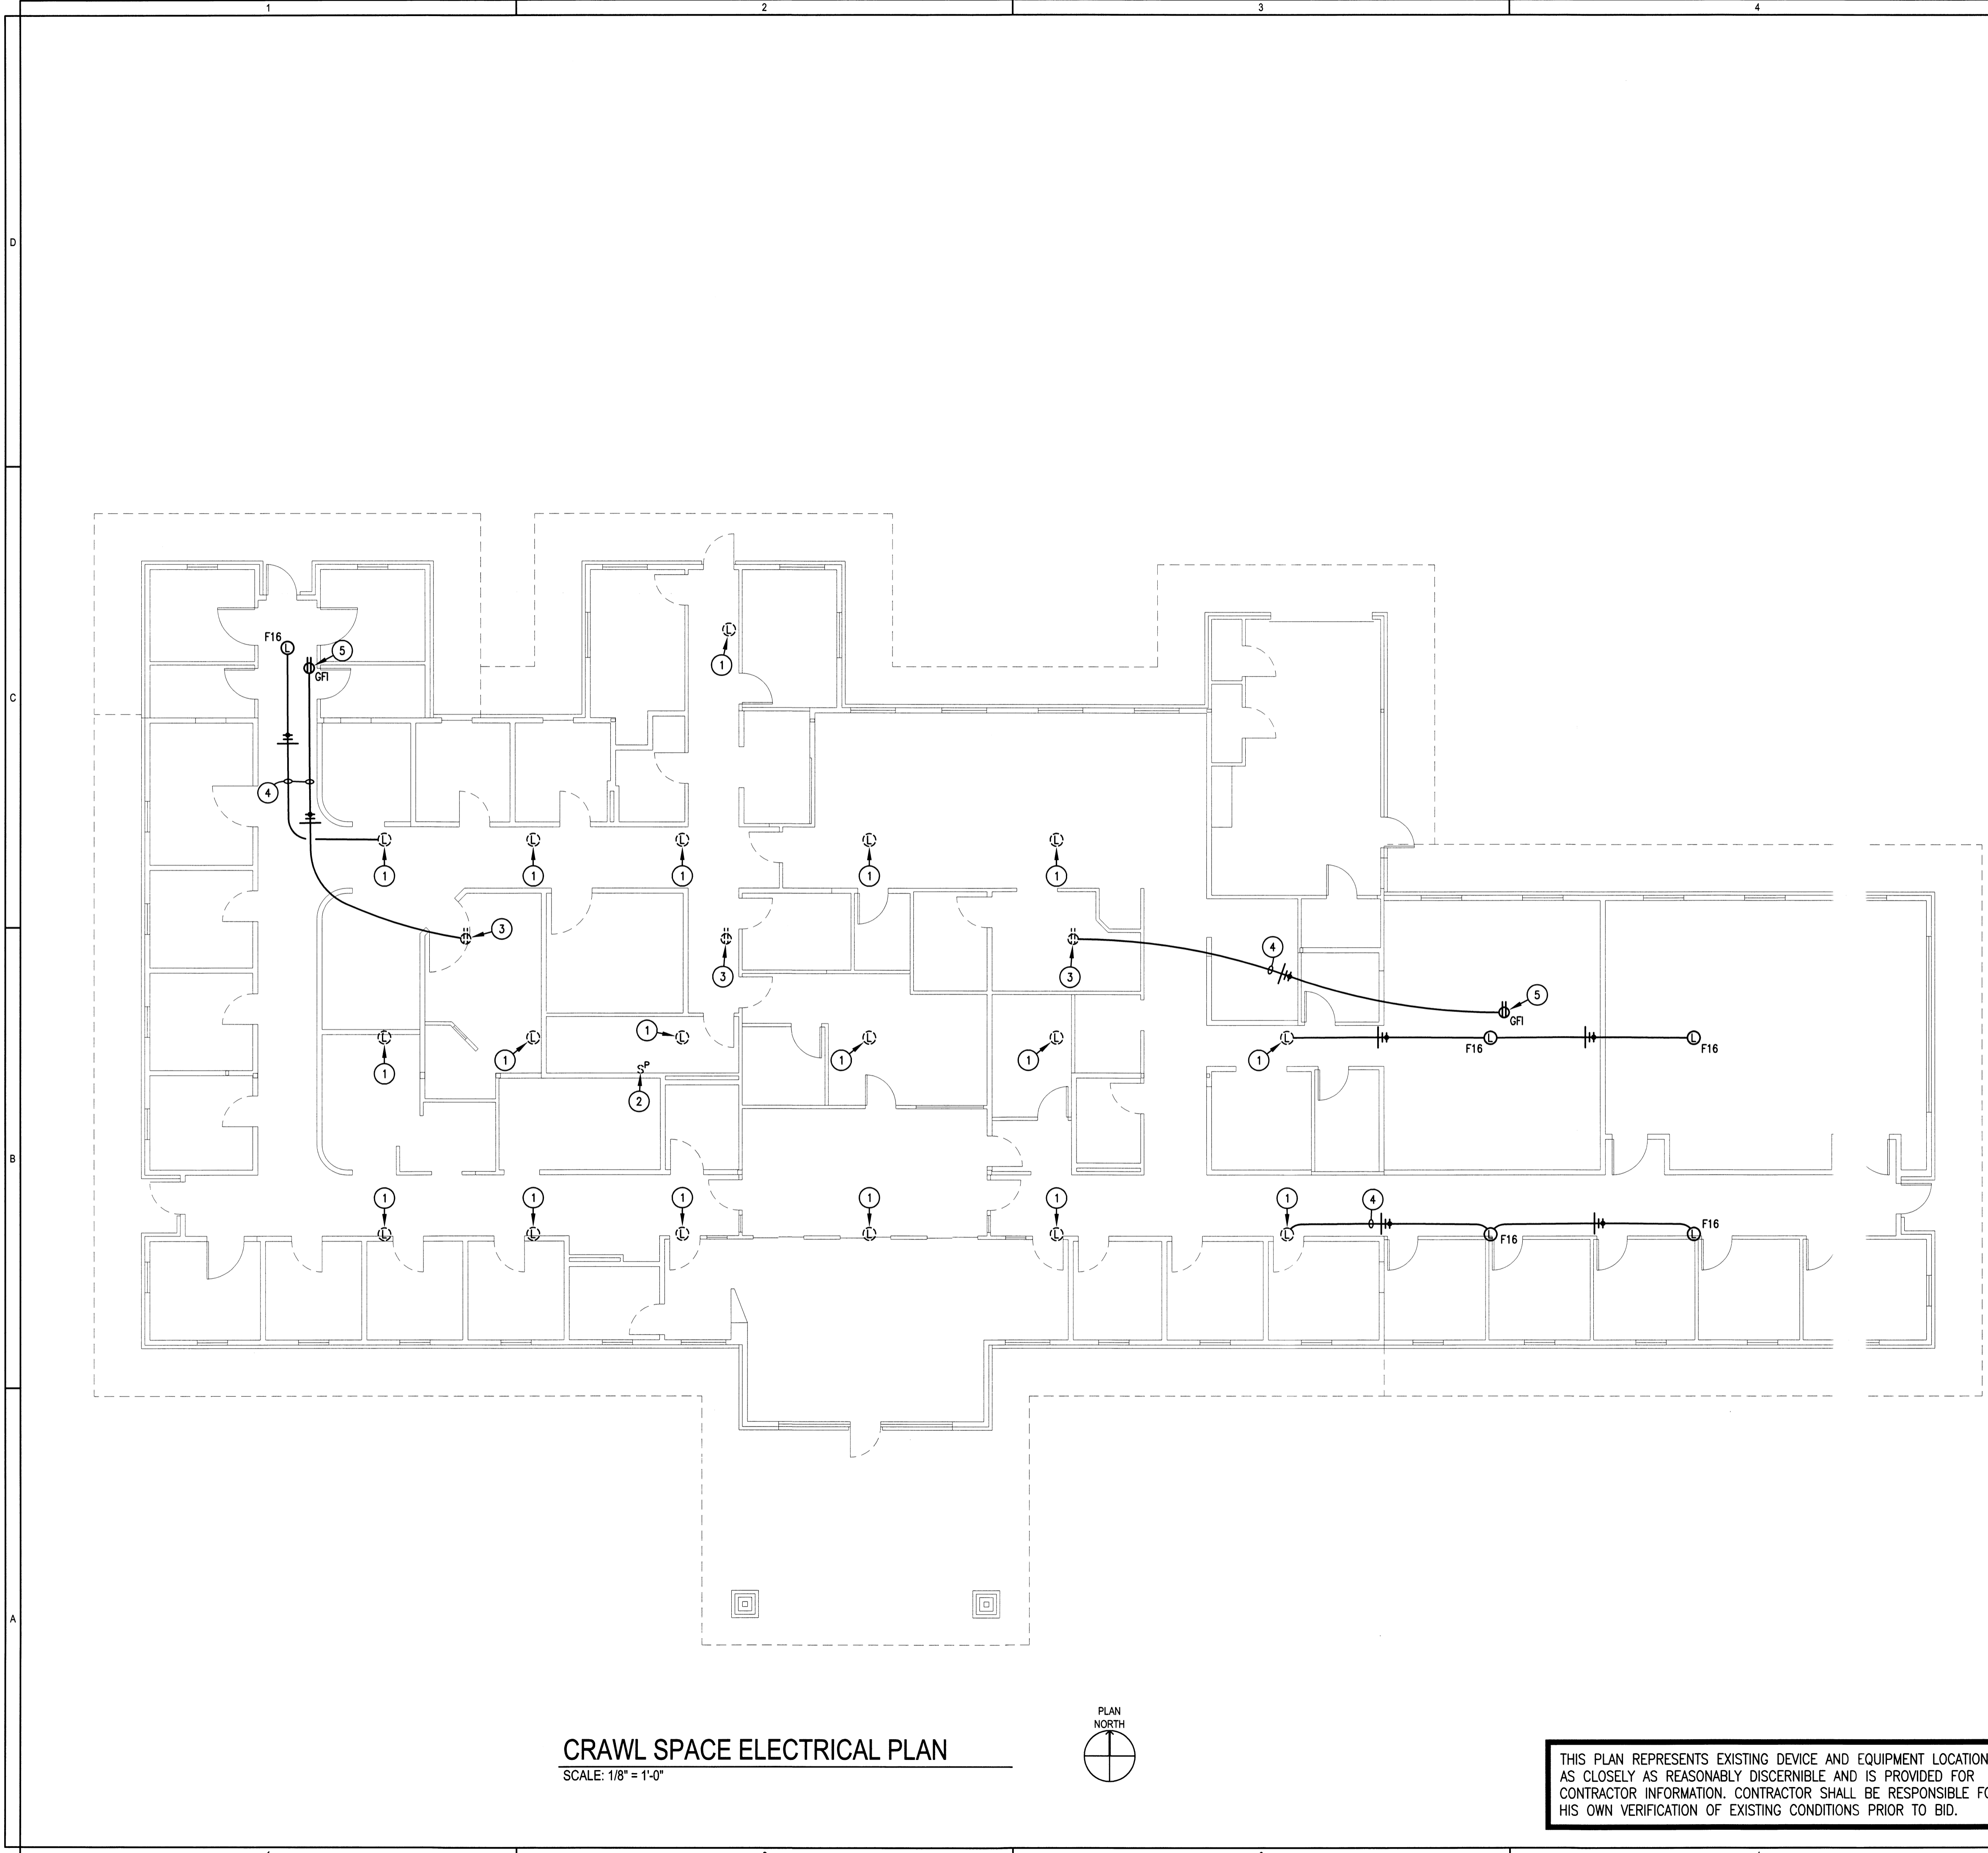 1 2 3 4
D
C
B
A
F16
L
5
GFI
L
1
4
L L L L L
1 1 1 1 1
3
3
3
4
5
GFI
1
L
L
L
L
L
L
L
L
1
1
1
1
1
1
F16
F16
S^P
2
1 1 1 1 1 1 4
L L L L L L L L
F16
F16
CRAWL SPACE ELECTRICAL PLAN
SCALE: 1/8" = 1'-0"
PLAN
NORTH
THIS PLAN REPRESENTS EXISTING DEVICE AND EQUIPMENT LOCATION
AS CLOSELY AS REASONABLY DISCERNIBLE AND IS PROVIDED FOR
CONTRACTOR INFORMATION. CONTRACTOR SHALL BE RESPONSIBLE FO
HIS OWN VERIFICATION OF EXISTING CONDITIONS PRIOR TO BID.